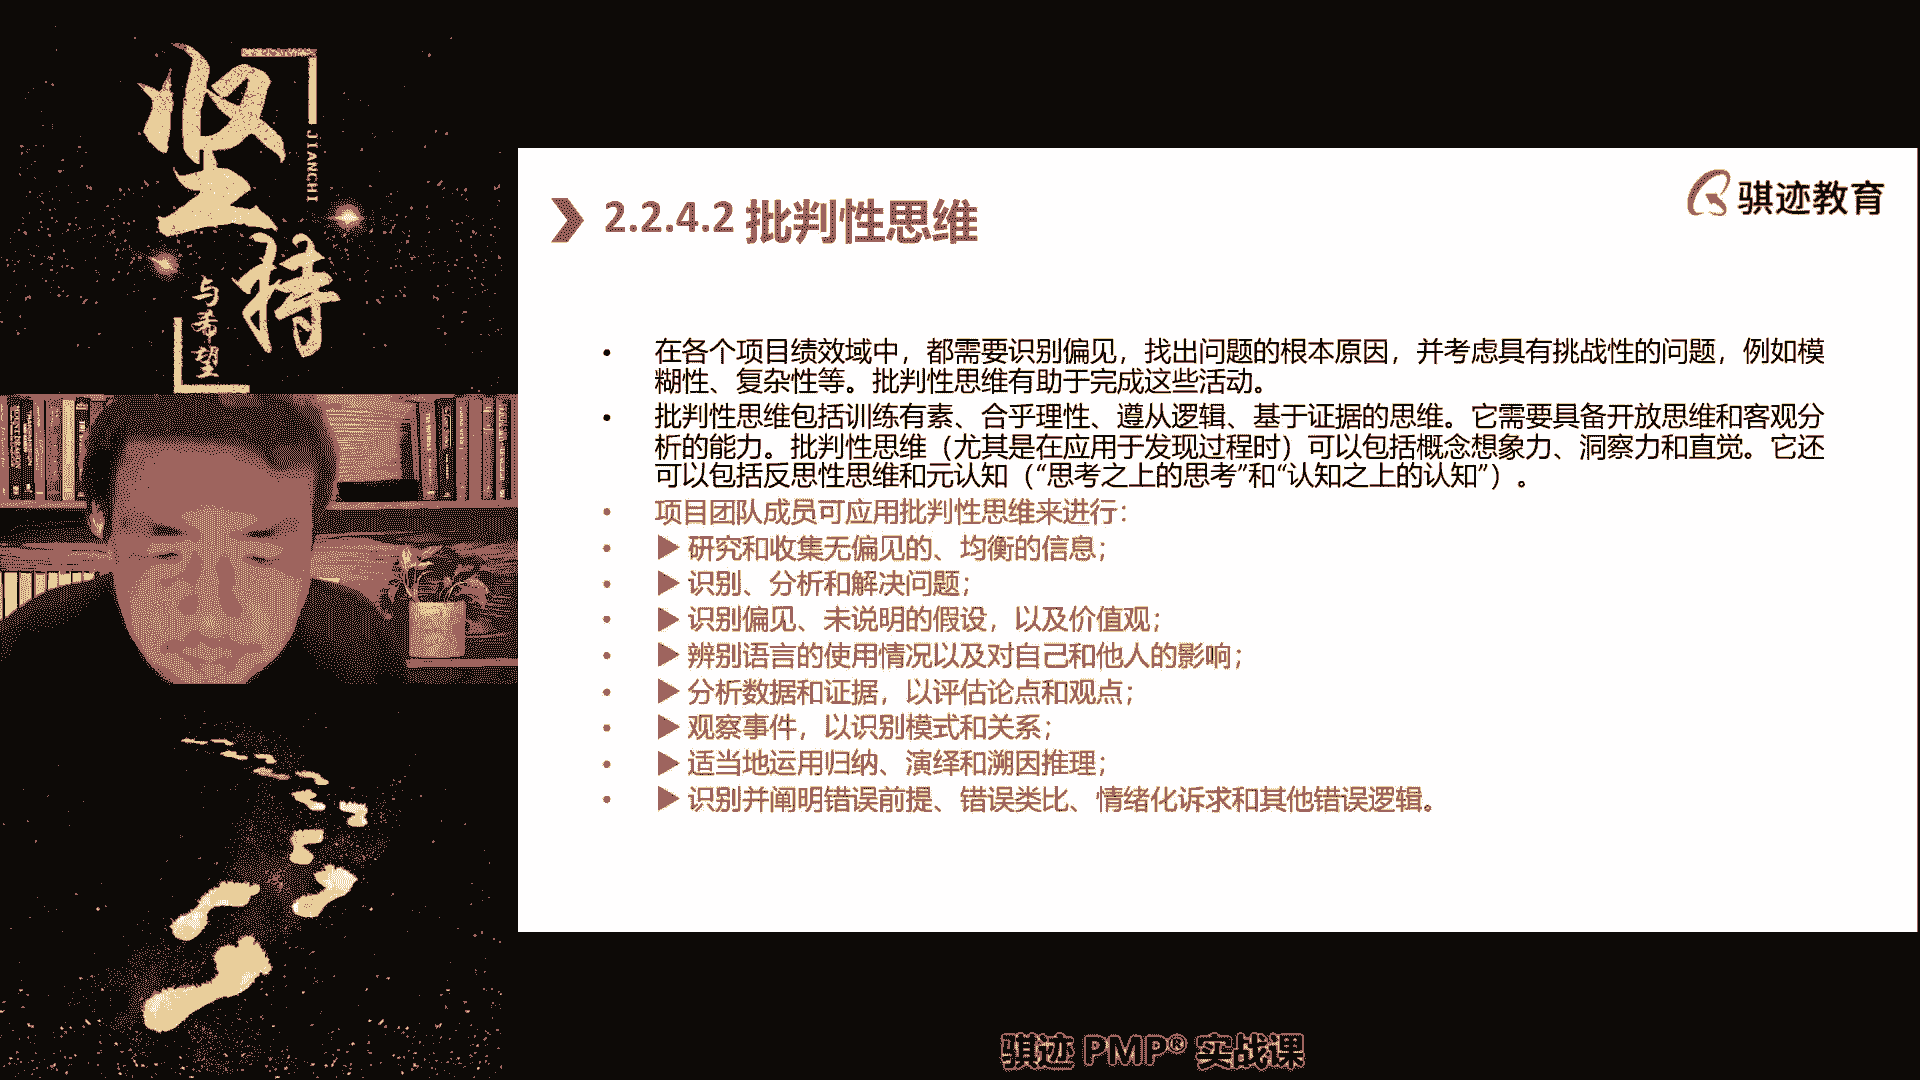 坚持
JIANCHI
与希望
骐迹教育
2.2.4.2 批判性思维
• 在各个项目绩效域中，都需要识别偏见，找出问题的根本原因，并考虑具有挑战性的问题，例如模
糊性、复杂性等。批判性思维有助于完成这些活动。
• 批判性思维包括训练有素、合乎理性、遵从逻辑、基于证据的思维。它需要具备开放思维和客观分
析的能力。批判性思维（尤其是在应用于发现过程时）可以包括概念想象力、洞察力和直觉。它还
可以包括反思性思维和元认知（“思考之上的思考”和“认知之上的认知”）。
• 项目团队成员可应用批判性思维来进行：
• ▶ 研究和收集无偏见的、均衡的信息；
• ▶ 识别、分析和解决问题；
• ▶ 识别偏见、未说明的假设，以及价值观；
• ▶ 辨别语言的使用情况以及对自己和他人的影响；
• ▶ 分析数据和证据，以评估论点和观点；
• ▶ 观察事件，以识别模式和关系；
• ▶ 适当地运用归纳、演绎和溯因推理；
• ▶ 识别并阐明错误前提、错误类比、情绪化诉求和其他错误逻辑。
骐迹 PMP® 实战课